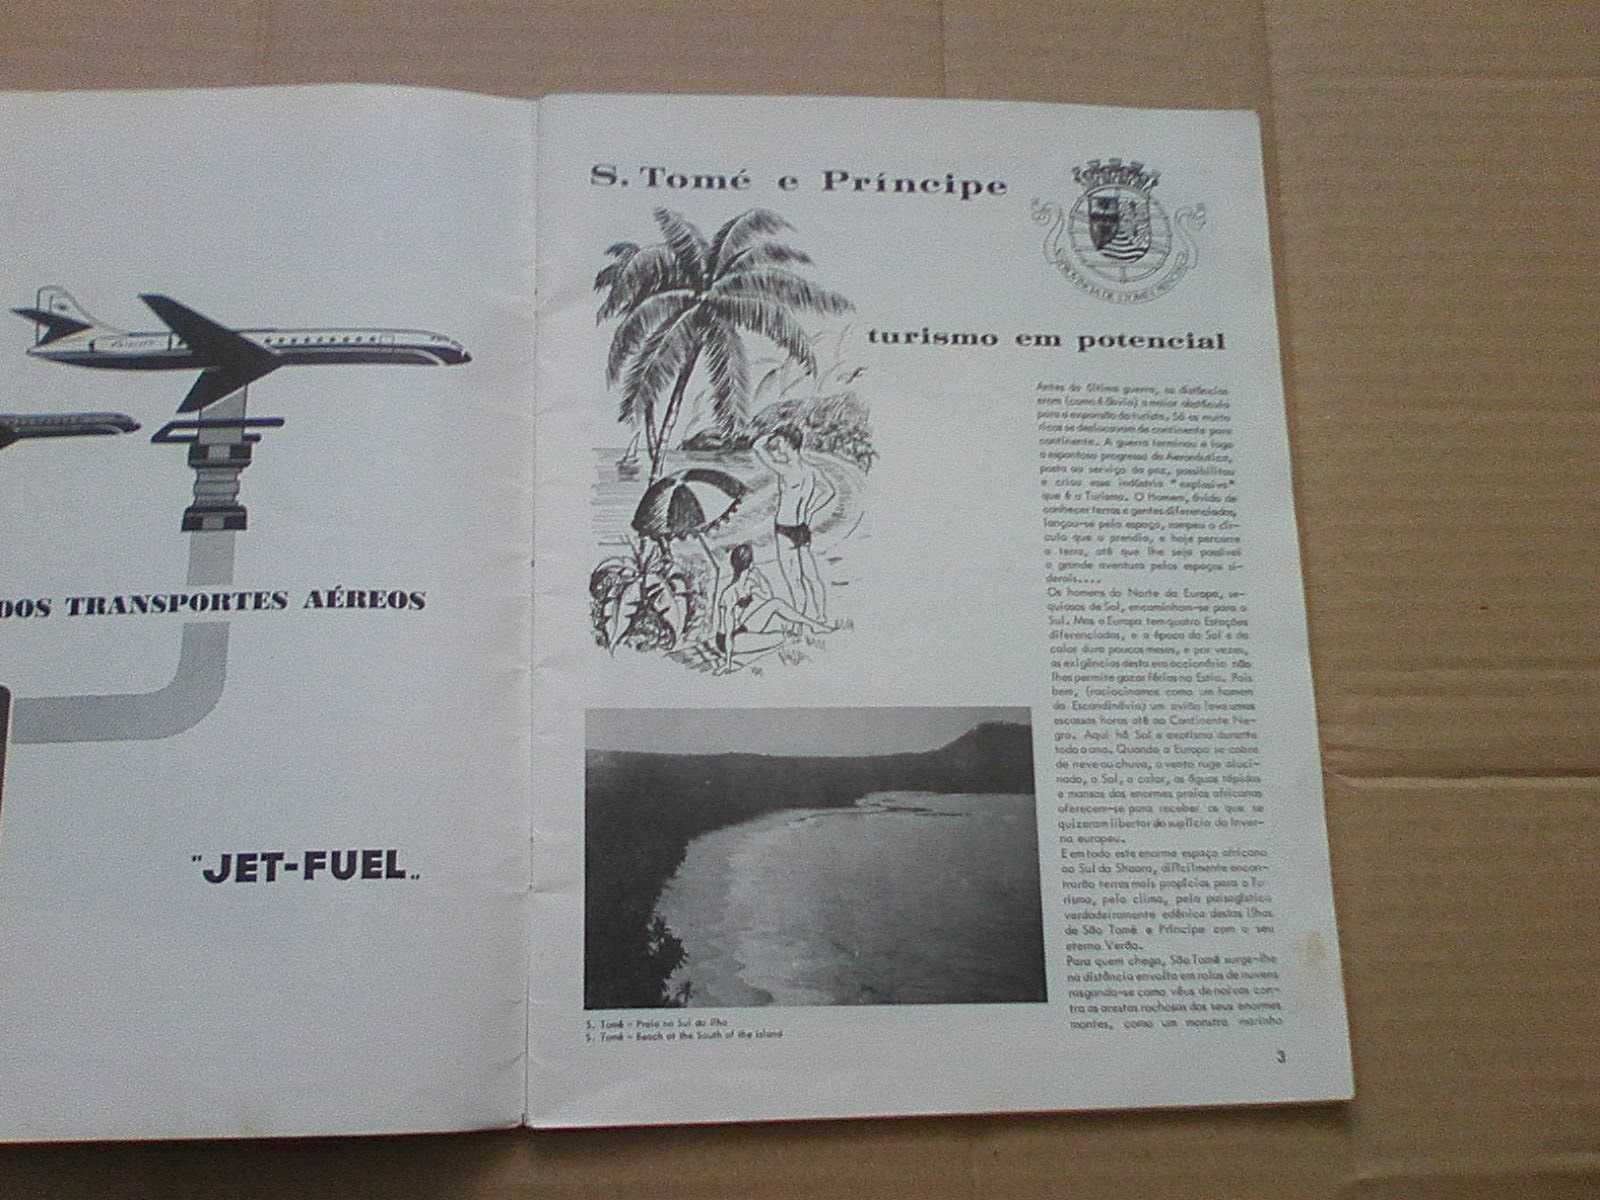 DOS TRANSPORTES AÉREOS
"JET-FUEL"
S. Tomé e Príncipe
PROVÍNCIA DE S. TOMÉ E PRÍNCIPE
turismo em potencial
Antes da última guerra, as distâncias
eram (como é óbvio) o maior obstáculo
para a expansão do turista. Só os muito
ricos se deslocavam de continente para
continente. A guerra terminou e logo
o espantoso progresso da Aeronáutica,
posta ao serviço da paz, possibilitou
e criou essa indústria "explosiva"
que é o Turismo. O Homem, ávido de
conhecer terras e gentes diferenciadas,
lançou-se pelo espaço, rompeu o cír-
culo que o prendia, e hoje percorre
a terra, até que lhe seja possível
a grande aventura pelos espaços si-
derais....
Os homens do Norte da Europa, se-
quiosos de Sol, encaminham-se para o
Sul. Mas a Europa tem quatro Estações
diferenciadas, e a época do Sol e do
calor dura poucos meses, e por vezes,
as exigências desta era accionária não
lhes permite gozar férias no Estio. Pois
bem, (raciocinamos como um homem
da Escandinávia) um avião leva umas
escassas horas até ao Continente Ne-
gro. Aqui há Sol e exotismo durante
todo o ano. Quando a Europa se cobre
de neve ou chuva, o vento ruge aluci-
nado, o Sol, o calor, as águas tépidas
e mansas das enormes praias africanas
oferecem-se para receber os que se
quizeram libertar do suplício do Inver-
no europeu.
E em todo este enorme espaço africano
ao Sul do Shaara, dificilmente encon-
trarão terras mais propícias para o Tu-
rismo, pelo clima, pela paisagística
verdadeiramente edénica destas Ilhas
de São Tomé e Príncipe com o seu
eterno Verão.
Para quem chega, São Tomé surge-lhe
na distância envolta em rolos de nuvens
rasgando-se como véus de noivas con-
tra as arestas rochosas dos seus enormes
montes, como um monstro marinho
S. Tomé - Praia no Sul da Ilha
S. Tomé - Beach at the South of the Island
3